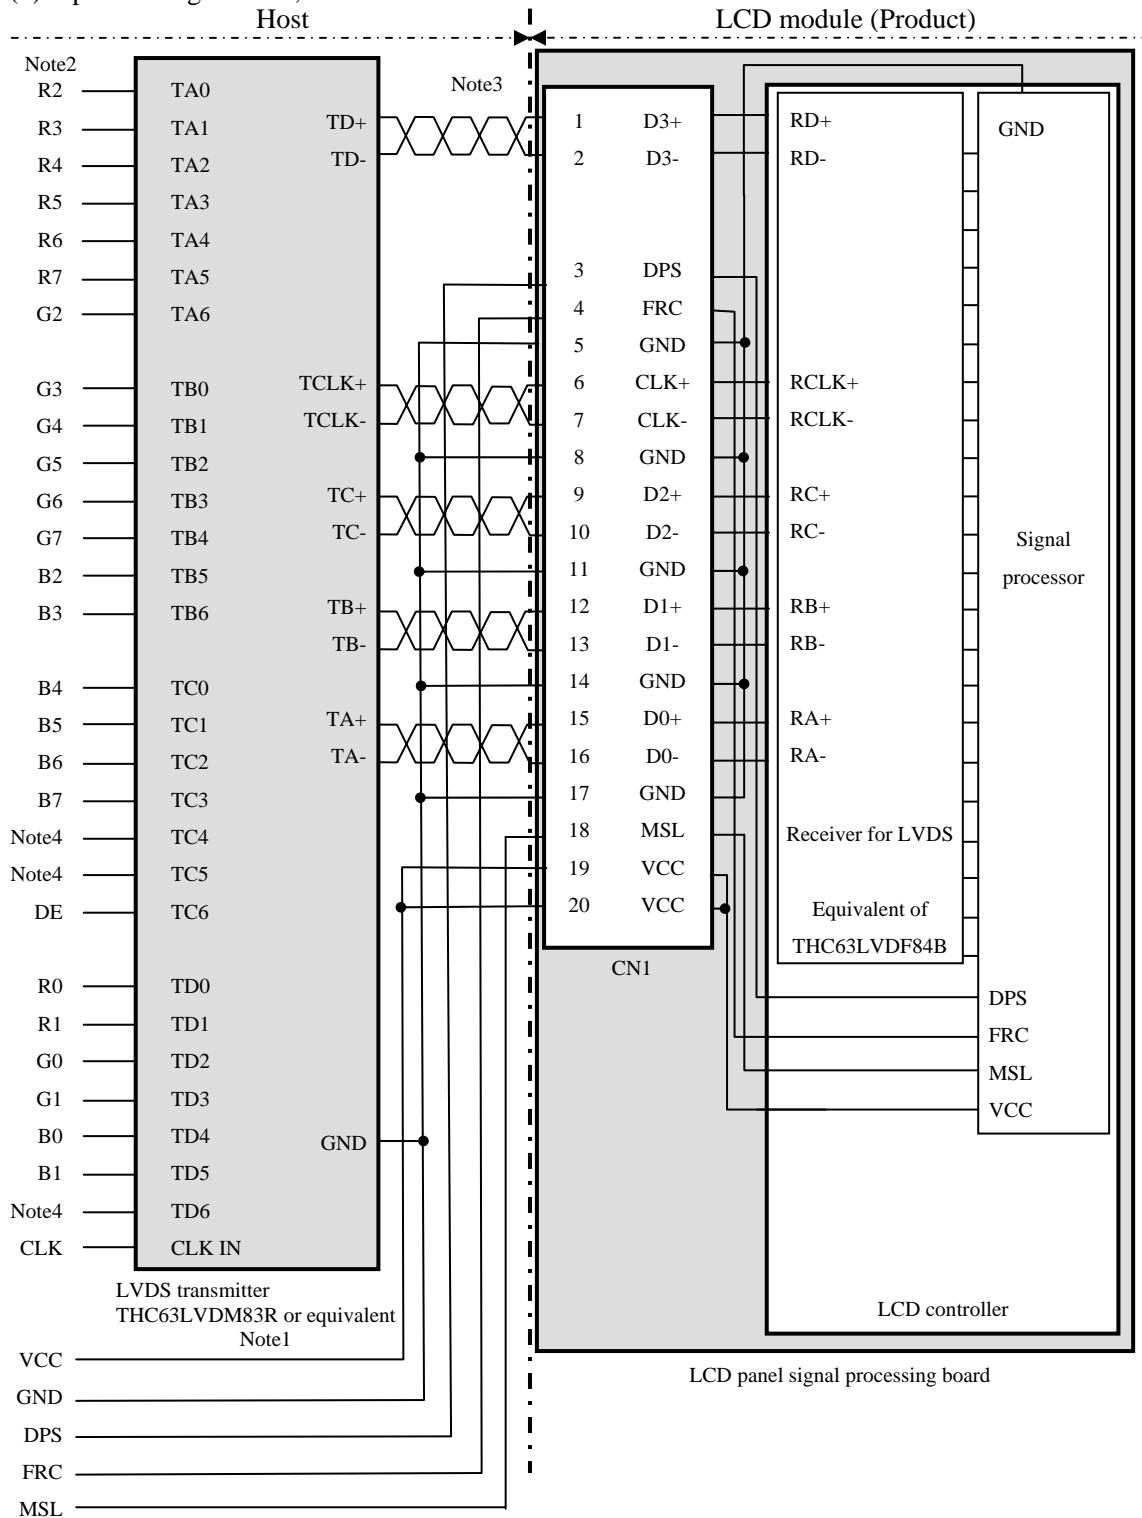 Host
LCD module (Product)
Note2
R2 TA0
R3 TA1
R4 TA2
R5 TA3
R6 TA4
R7 TA5
G2 TA6
G3 TB0
G4 TB1
G5 TB2
G6 TB3
G7 TB4
B2 TB5
B3 TB6
B4 TC0
B5 TC1
B6 TC2
B7 TC3
Note4 TC4
Note4 TC5
DE TC6
R0 TD0
R1 TD1
G0 TD2
G1 TD3
B0 TD4
B1 TD5
Note4 TD6
CLK CLK IN
TD+
TD-
TCLK+
TCLK-
TC+
TC-
TB+
TB-
TA+
TA-
GND
LVDS transmitter
THC63LVDM83R or equivalent
Note1
VCC
GND
DPS
FRC
MSL
Note3
1 D3+
2 D3-
3 DPS
4 FRC
5 GND
6 CLK+
7 CLK-
8 GND
9 D2+
10 D2-
11 GND
12 D1+
13 D1-
14 GND
15 D0+
16 D0-
17 GND
18 MSL
19 VCC
20 VCC
CN1
RD+
RD-
RCLK+
RCLK-
RC+
RC-
RB+
RB-
RA+
RA-
Receiver for LVDS
Equivalent of
THC63LVDF84B
GND
Signal
processor
DPS
FRC
MSL
VCC
LCD controller
LCD panel signal processing board